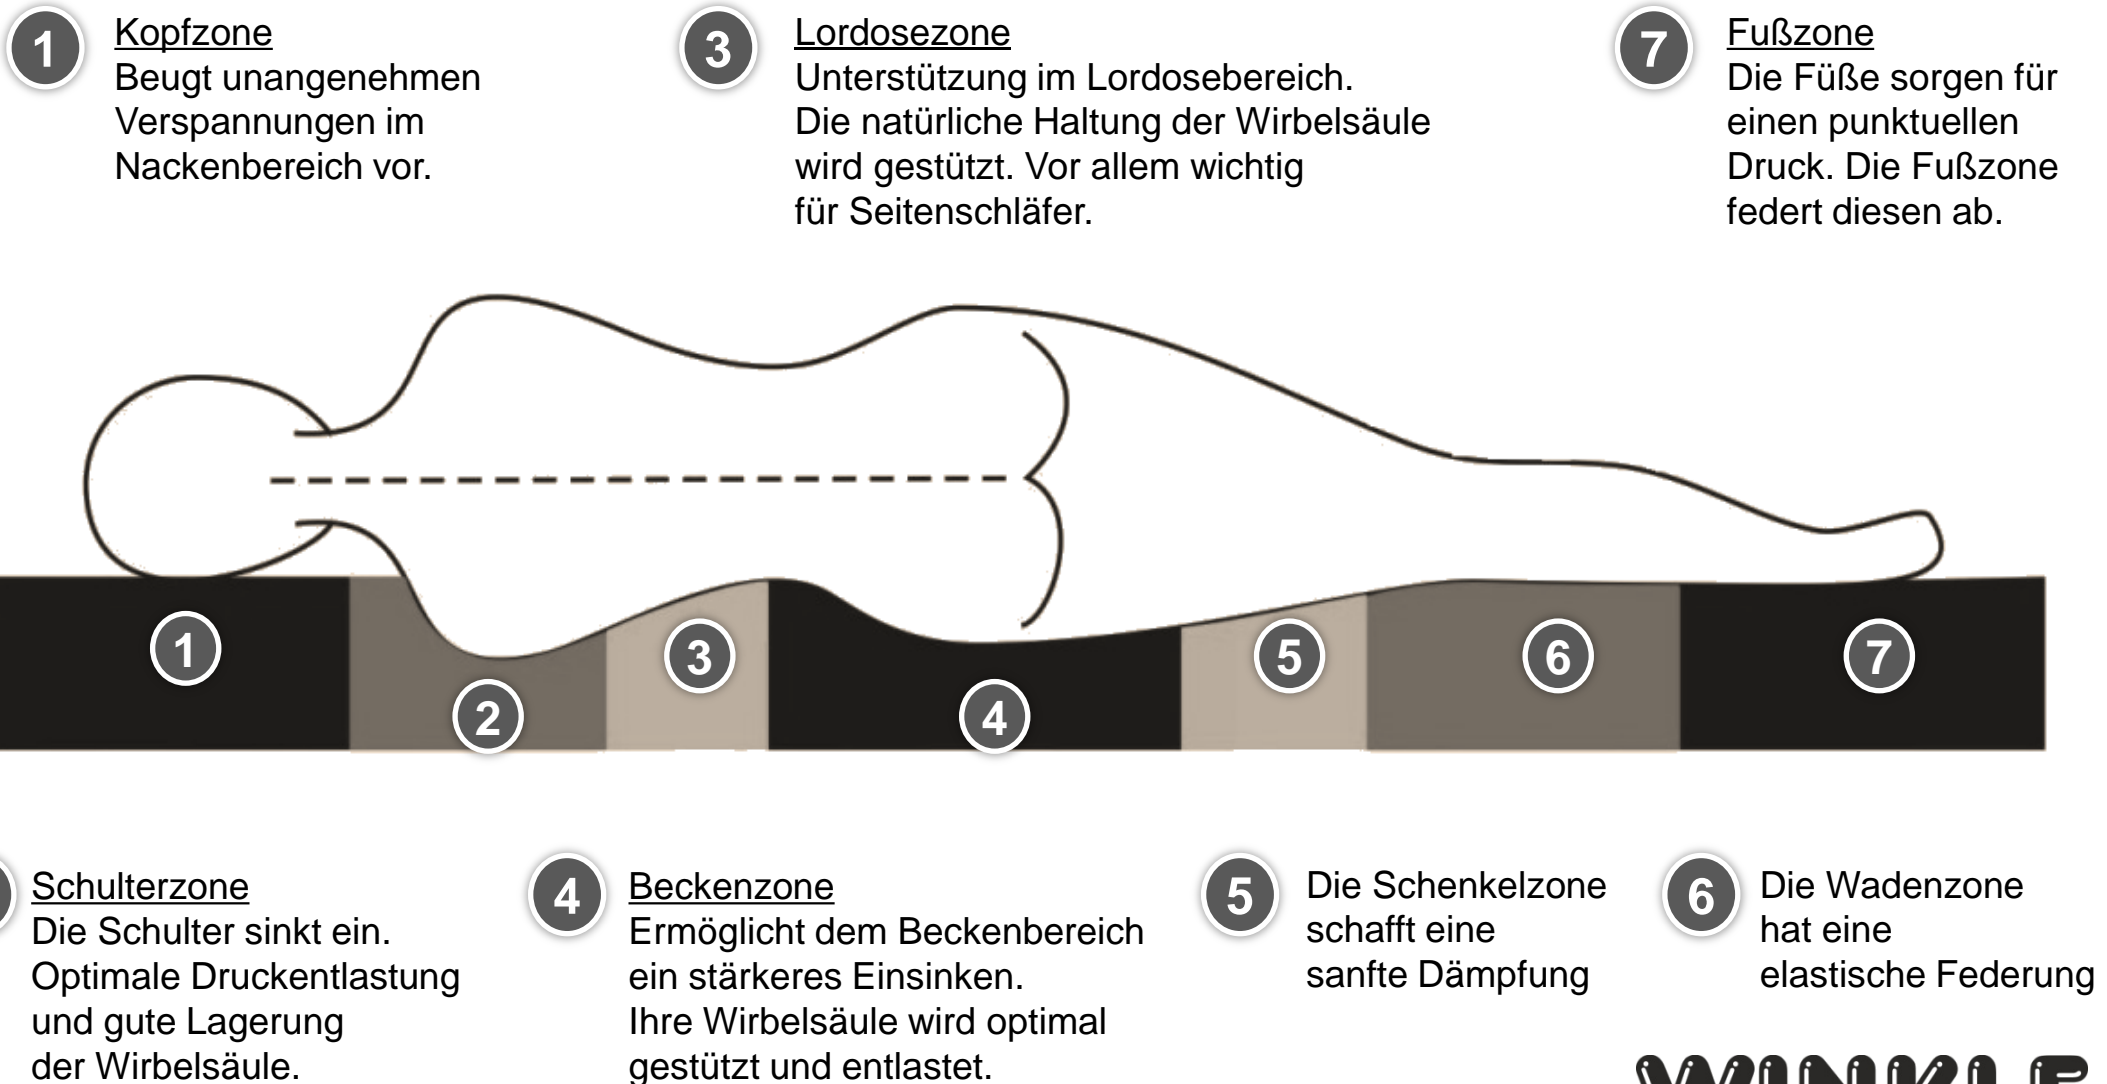 1
Kopfzone
Beugt unangenehmen
Verspannungen im
Nackenbereich vor.
3
Lordosezone
Unterstützung im Lordosebereich.
Die natürliche Haltung der Wirbelsäule
wird gestützt. Vor allem wichtig
für Seitenschläfer.
7
Fußzone
Die Füße sorgen für
einen punktuellen
Druck. Die Fußzone
federt diesen ab.
1
2
3
4
5
6
7
Schulterzone
Die Schulter sinkt ein.
Optimale Druckentlastung
und gute Lagerung
der Wirbelsäule.
4
Beckenzone
Ermöglicht dem Beckenbereich
ein stärkeres Einsinken.
Ihre Wirbelsäule wird optimal
gestützt und entlastet.
5
Die Schenkelzone
schafft eine
sanfte Dämpfung
6
Die Wadenzone
hat eine
elastische Federung